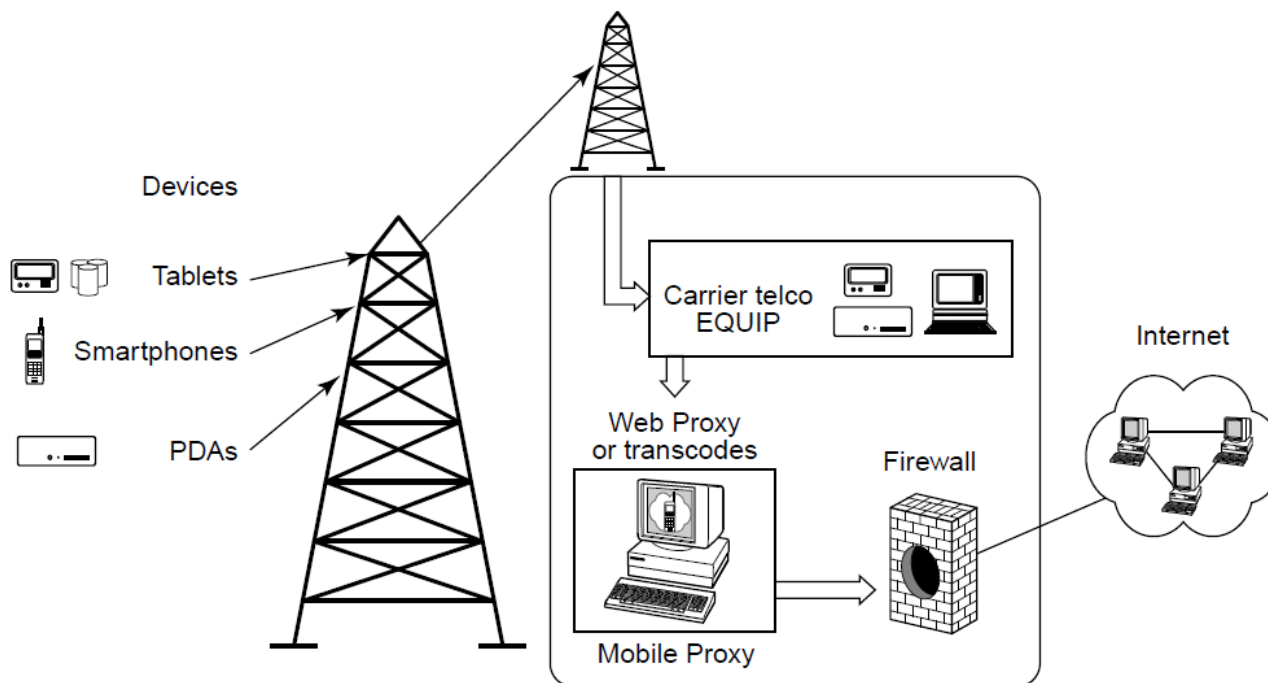 Devices
Tablets
Smartphones
PDAs
Carrier telco
EQUIP
Web Proxy
or transcodes
Mobile Proxy
Firewall
Internet